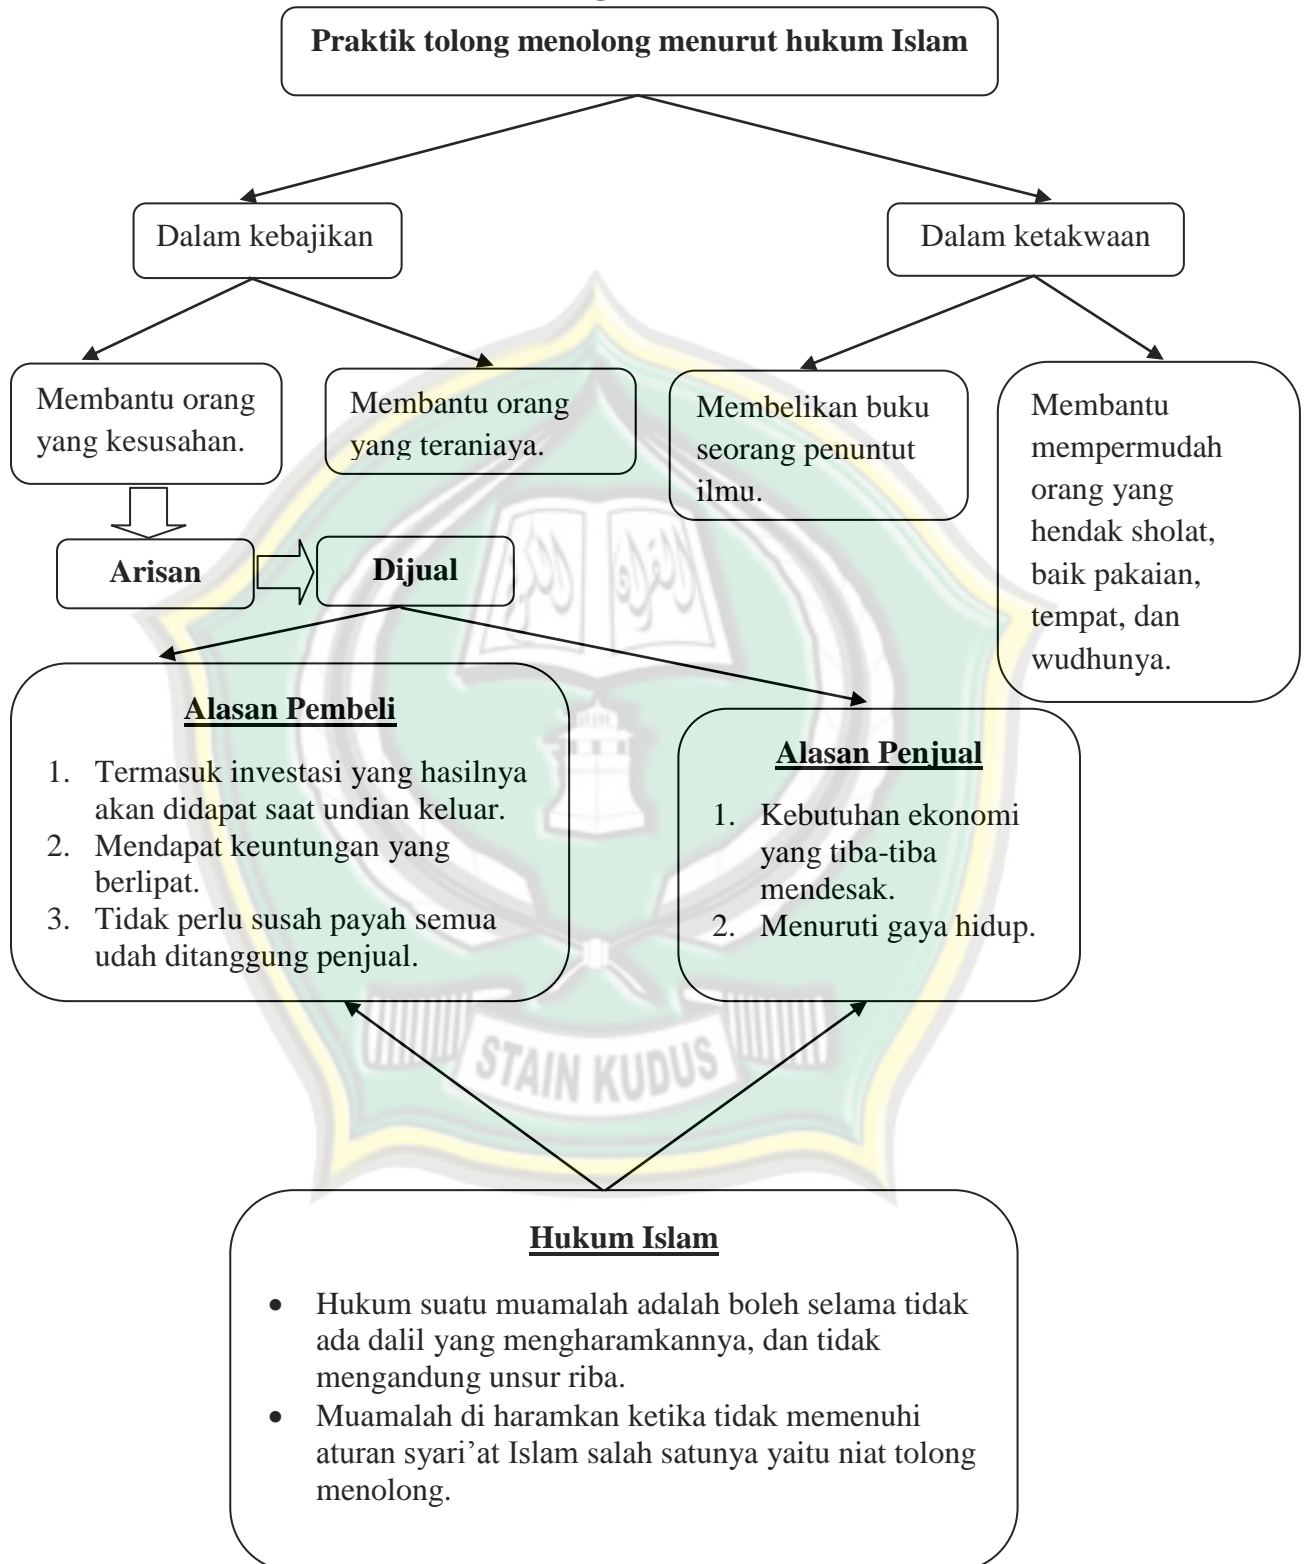 Praktik tolong menolong menurut hukum Islam
Dalam kebajikan
Dalam ketakwaan
Membantu orang
yang kesusahan.
Membantu orang
yang teraniaya.
Membelikan buku
seorang penuntut
ilmu.
Membantu
mempermudah
orang yang
hendak sholat,
baik pakaian,
tempat, dan
wudhunya.
Arisan
Dijual
Alasan Pembeli
1. Termasuk investasi yang hasilnya
akan didapat saat undian keluar.
2. Mendapat keuntungan yang
berlipat.
3. Tidak perlu susah payah semua
udah ditanggung penjual.
Alasan Penjual
1. Kebutuhan ekonomi
yang tiba-tiba
mendesak.
2. Menuruti gaya hidup.
STAIN KUDUS
Hukum Islam
• Hukum suatu muamalah adalah boleh selama tidak
ada dalil yang mengharamkannya, dan tidak
mengandung unsur riba.
• Muamalah di haramkan ketika tidak memenuhi
aturan syari’at Islam salah satunya yaitu niat tolong
menolong.